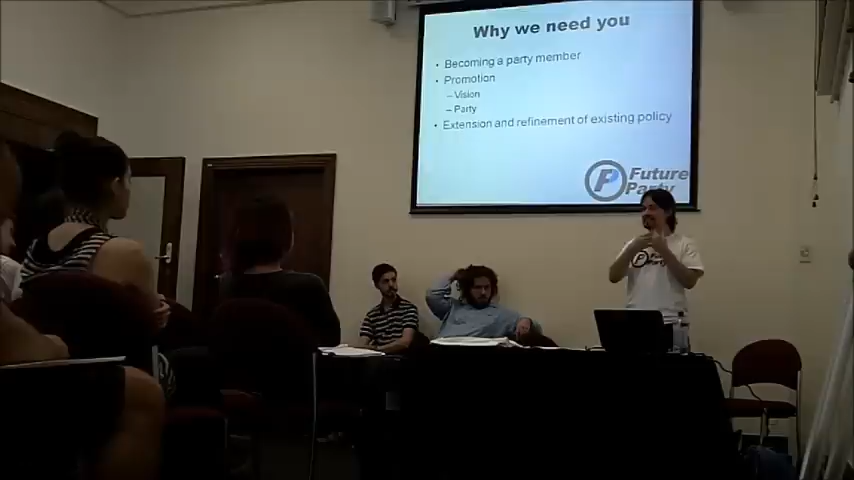 Why we need you
• Becoming a party member
• Promotion
– Vision
– Party
• Extension and refinement of existing policy
Future
Party